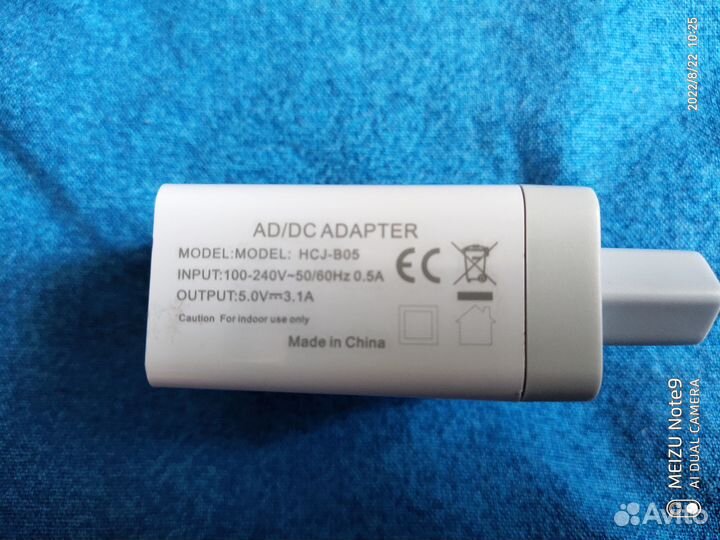 AD/DC ADAPTER
MODEL:MODEL: HCJ-B05
INPUT:100-240V~50/60Hz 0.5A
OUTPUT:5.0V⎓3.1A
Caution For indoor use only
Made in China
CE
2022/8/22 10:25
MEIZU Note9
AI DUAL CAMERA
Avito